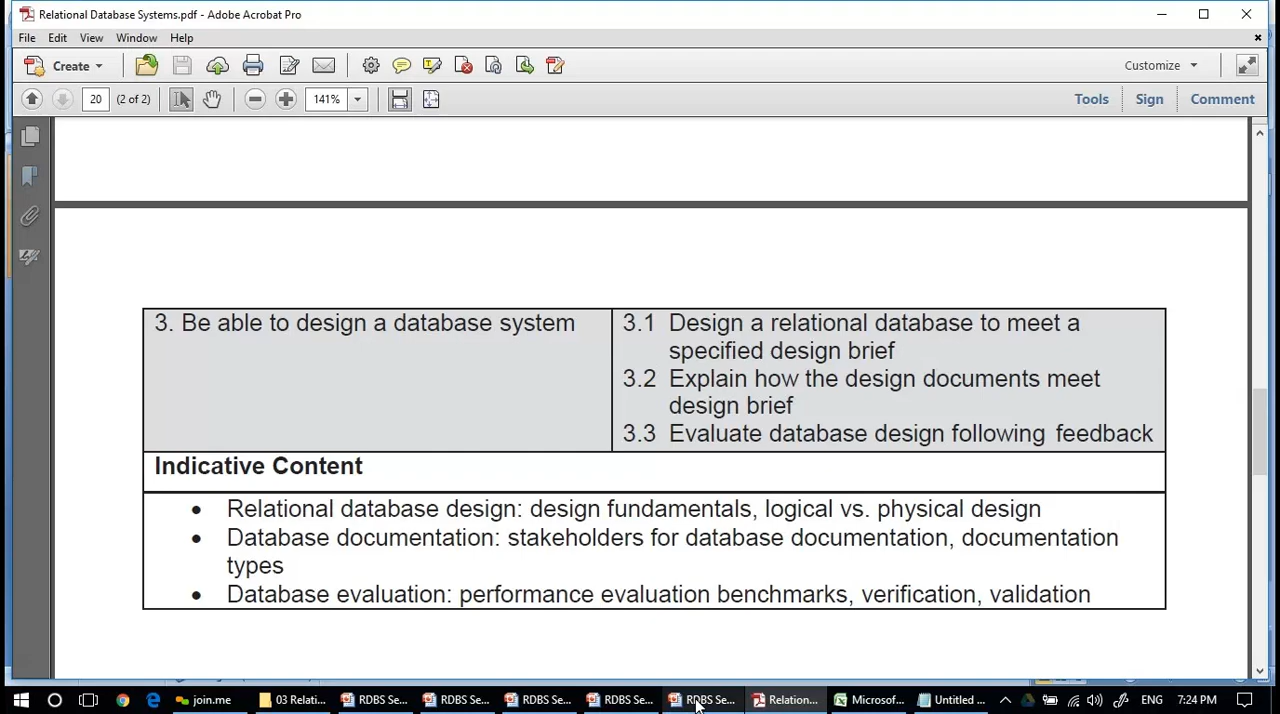 Relational Database Systems.pdf - Adobe Acrobat Pro
File Edit View Window Help
Create
Customize
20 (2 of 2) 141%
Tools Sign Comment
3. Be able to design a database system
3.1 Design a relational database to meet a
specified design brief
3.2 Explain how the design documents meet
design brief
3.3 Evaluate database design following feedback
Indicative Content
• Relational database design: design fundamentals, logical vs. physical design
• Database documentation: stakeholders for database documentation, documentation
types
• Database evaluation: performance evaluation benchmarks, verification, validation
join.me 03 Relati... RDBS Se... RDBS Se... RDBS Se... RDBS Se... RDBS Se... Relation... Microsof... Untitled ... ENG 7:24 PM